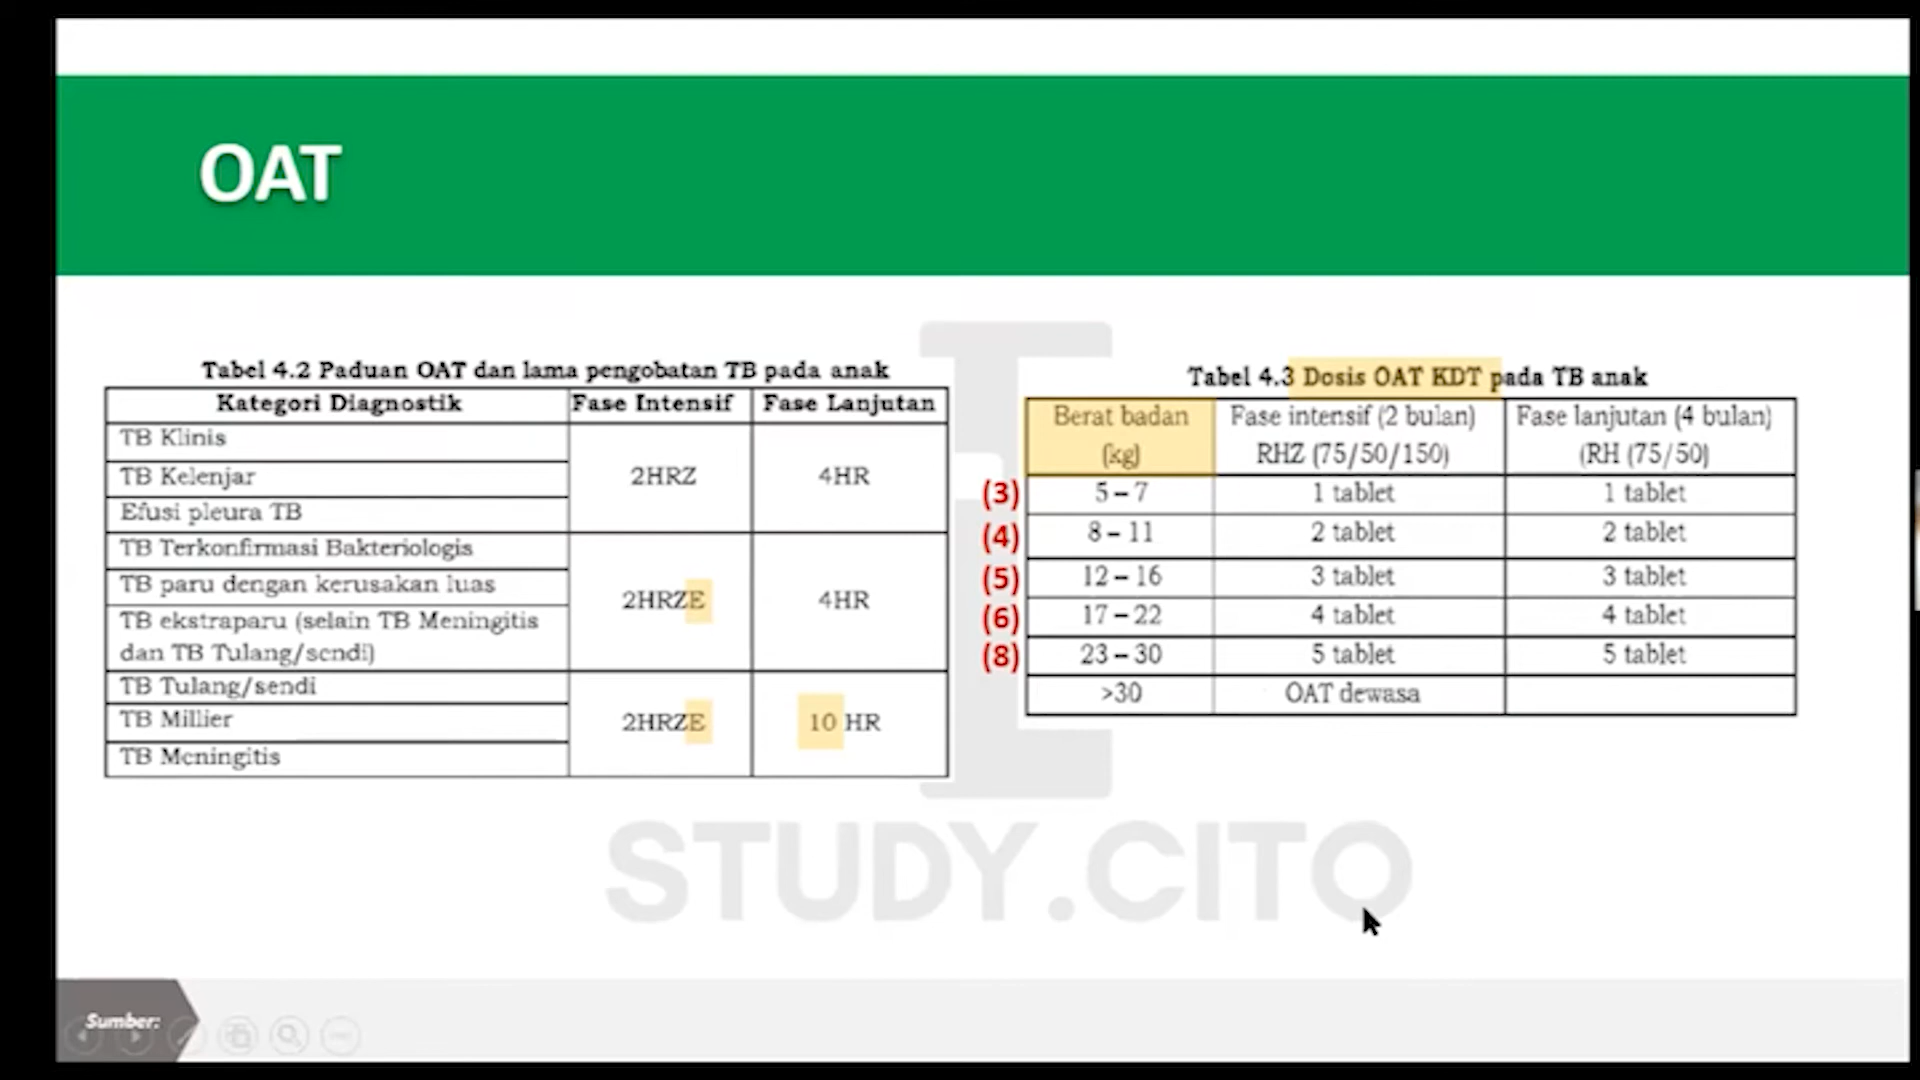 OAT
Tabel 4.2 Paduan OAT dan lama pengobatan TB pada anak
Kategori Diagnostik Fase Intensif Fase Lanjutan
TB Klinis
TB Kelenjar 2HRZ 4HR
Efusi pleura TB
TB Terkonfirmasi Bakteriologis
TB paru dengan kerusakan luas
2HRZE 4HR
TB ekstraparu (selain TB Meningitis
dan TB Tulang/sendi)
TB Tulang/sendi
TB Millier 2HRZE 10 HR
TB Meningitis
Tabel 4.3 Dosis OAT KDT pada TB anak
Berat badan Fase intensif (2 bulan) Fase lanjutan (4 bulan)
(kg) RHZ (75/50/150) (RH (75/50)
(3) 5 – 7 1 tablet 1 tablet
(4) 8 – 11 2 tablet 2 tablet
(5) 12 – 16 3 tablet 3 tablet
(6) 17 – 22 4 tablet 4 tablet
(8) 23 – 30 5 tablet 5 tablet
>30 OAT dewasa
STUDY.CITO
Sumber: